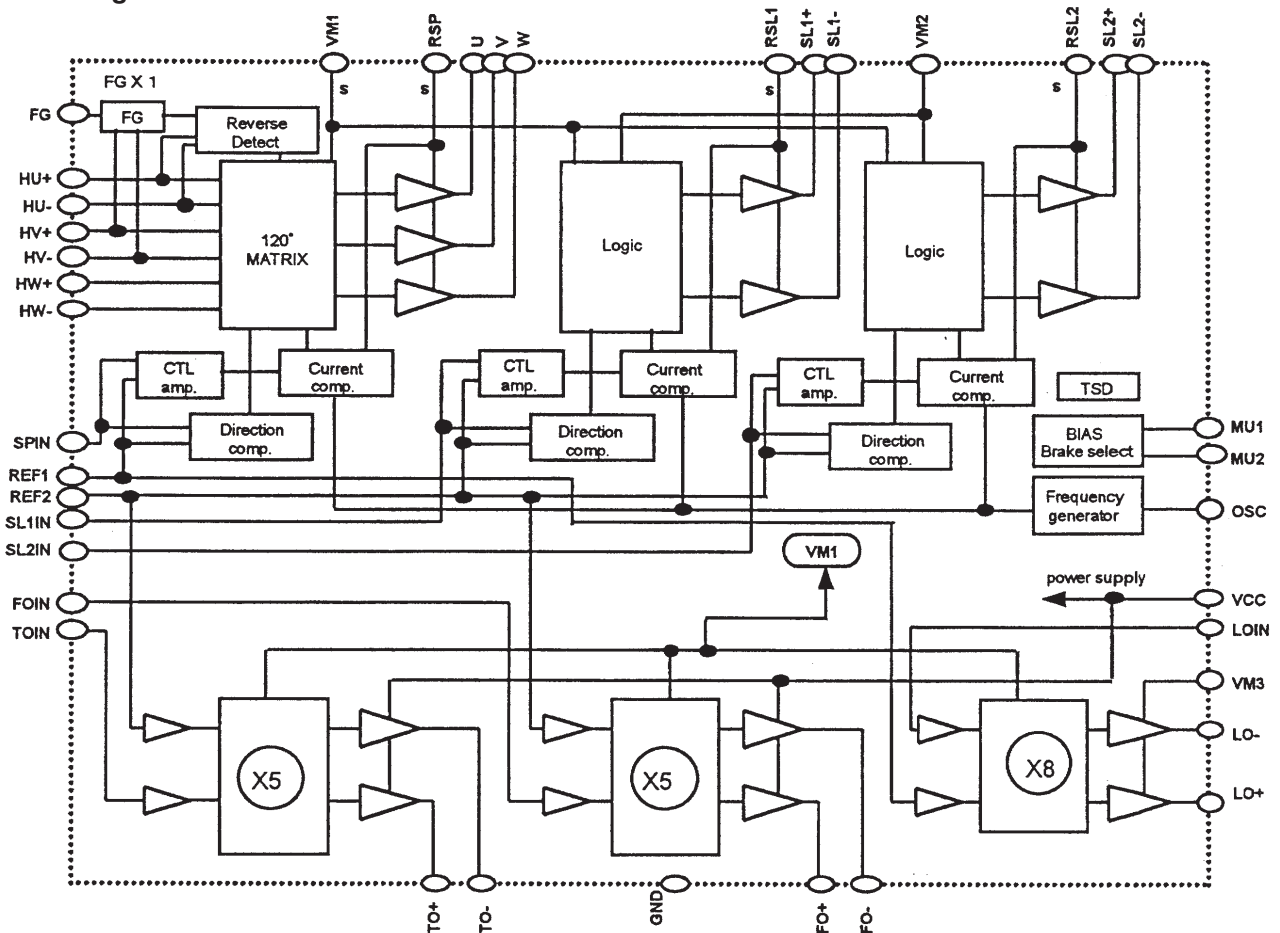 g
VM1
RSP
U
V
W
RSL1
SL1+
SL1-
VM2
RSL2
SL2+
SL2-
FG X 1
s
s
s
s
FG
FG
Reverse
Detect
HU+
HU-
HV+
HV-
HW+
HW-
120°
MATRIX
Logic
Logic
CTL
amp.
Current
comp.
CTL
amp.
Current
comp.
CTL
amp.
Current
comp.
TSD
Direction
comp.
Direction
comp.
Direction
comp.
BIAS
Brake select
MU1
MU2
SPIN
REF1
REF2
SL1IN
SL2IN
Frequency
generator
OSC
VM1
power supply
FOIN
TOIN
VCC
LOIN
VM3
LO-
LO+
X5
X5
X8
TO+
TO-
GND
FO+
FO-